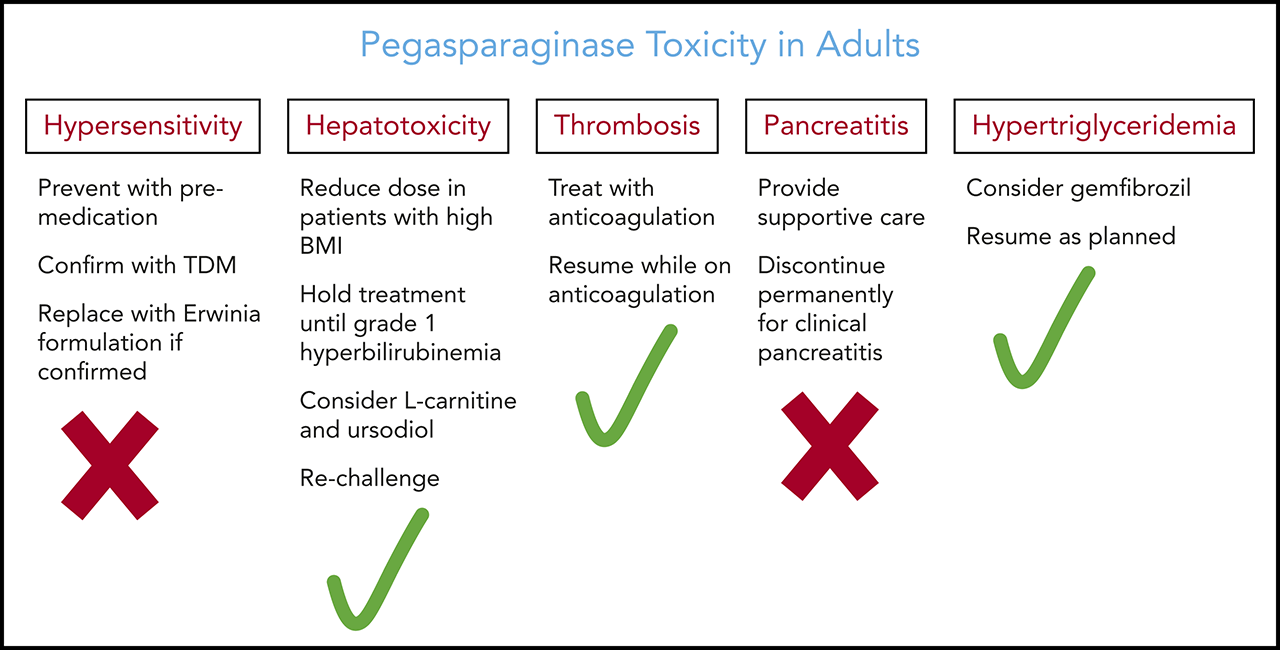 Pegasparaginase Toxicity in Adults
Hypersensitivity
Prevent with pre-
medication
Confirm with TDM
Replace with Erwinia
formulation if
confirmed
Hepatotoxicity
Reduce dose in
patients with high
BMI
Hold treatment
until grade 1
hyperbilirubinemia
Consider L-carnitine
and ursodiol
Re-challenge
Thrombosis
Treat with
anticoagulation
Resume while on
anticoagulation
Pancreatitis
Provide
supportive care
Discontinue
permanently
for clinical
pancreatitis
Hypertriglyceridemia
Consider gemfibrozil
Resume as planned